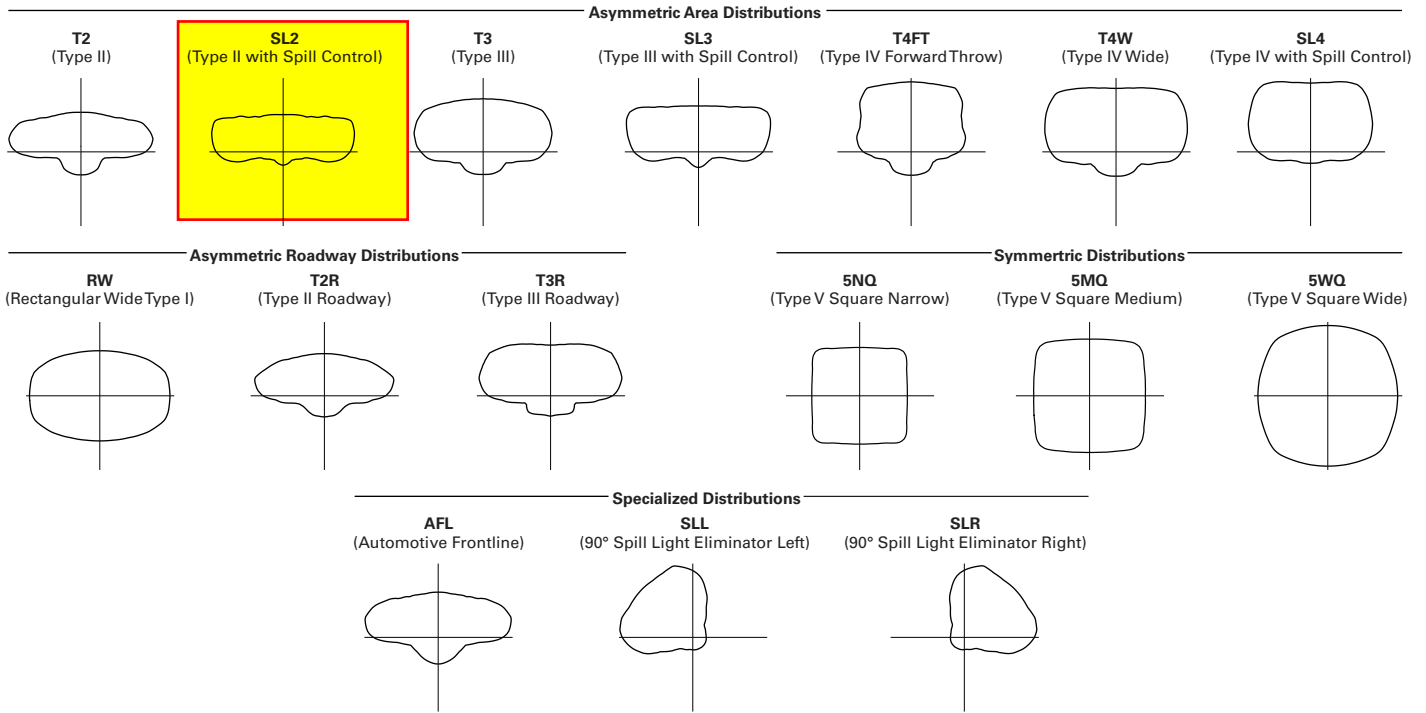 Asymmetric Area Distributions
T2
(Type II)
SL2
(Type II with Spill Control)
T3
(Type III)
SL3
(Type III with Spill Control)
T4FT
(Type IV Forward Throw)
T4W
(Type IV Wide)
SL4
(Type IV with Spill Control)
Asymmetric Roadway Distributions
RW
(Rectangular Wide Type I)
T2R
(Type II Roadway)
T3R
(Type III Roadway)
Symmertric Distributions
5NQ
(Type V Square Narrow)
5MQ
(Type V Square Medium)
5WQ
(Type V Square Wide)
Specialized Distributions
AFL
(Automotive Frontline)
SLL
(90° Spill Light Eliminator Left)
SLR
(90° Spill Light Eliminator Right)